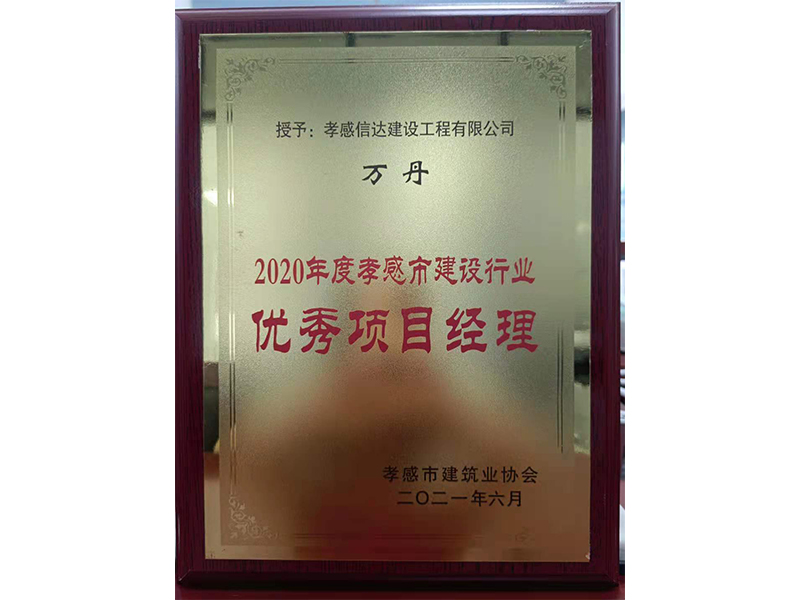 授予：孝感信达建设工程有限公司
万丹
2020年度孝感市建设行业
优秀项目经理
孝感市建筑业协会
二〇二一年六月